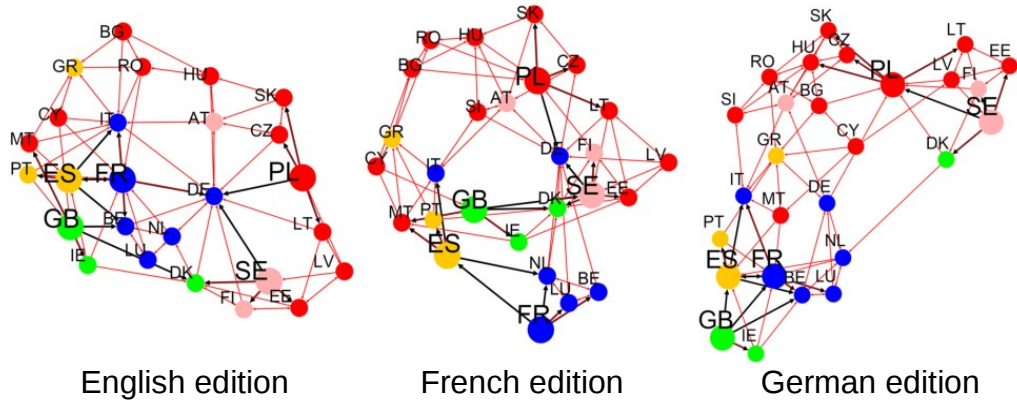 BG
GR
RO
HU
SK
CY
IT
AT
CZ
MT
PT
ES
FR
DE
PL
GB
BE
NL
LT
IE
LU
DK
SE
LV
FI
EE
English edition
SK
RO
HU
BG
PL
CZ
SI
AT
LT
GR
CY
IT
DE
FI
LV
SE
EE
MT
PT
GB
DK
ES
IE
NL
BE
LU
FR
French edition
SK
LT
HU
CZ
EE
RO
PL
LV
FI
SI
AT
BG
SE
GR
CY
DK
IT
MT
DE
PT
ES
FR
NL
BE
LU
GB
IE
German edition